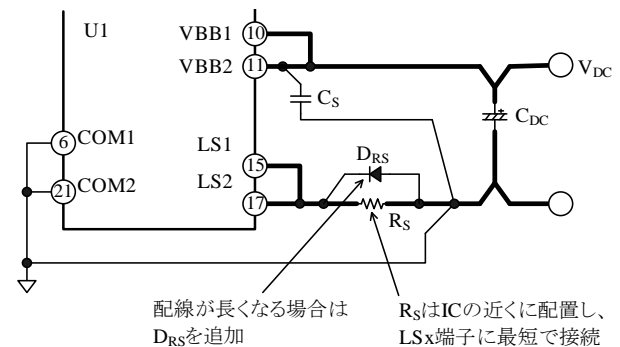 U1
VBB1
10
VBB2
11
V_DC
C_S
C_DC
6
COM1
LS1
15
D_RS
21
COM2
LS2
17
R_S
配線が長くなる場合は
D_RSを追加
R_SはICの近くに配置し、
LSx端子に最短で接続